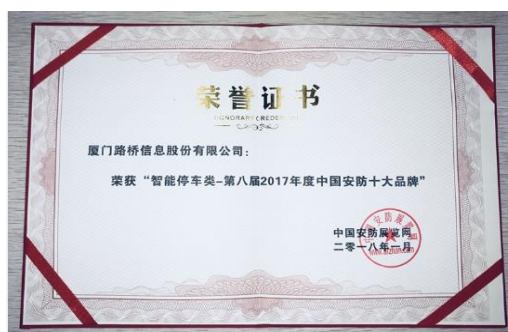 荣誉证书
HONORARY CREDENTIAL
厦门路桥信息股份有限公司:
荣获“智能停车类-第八届2017年度中国安防十大品牌”
中国安防展览网
二零一八年一月